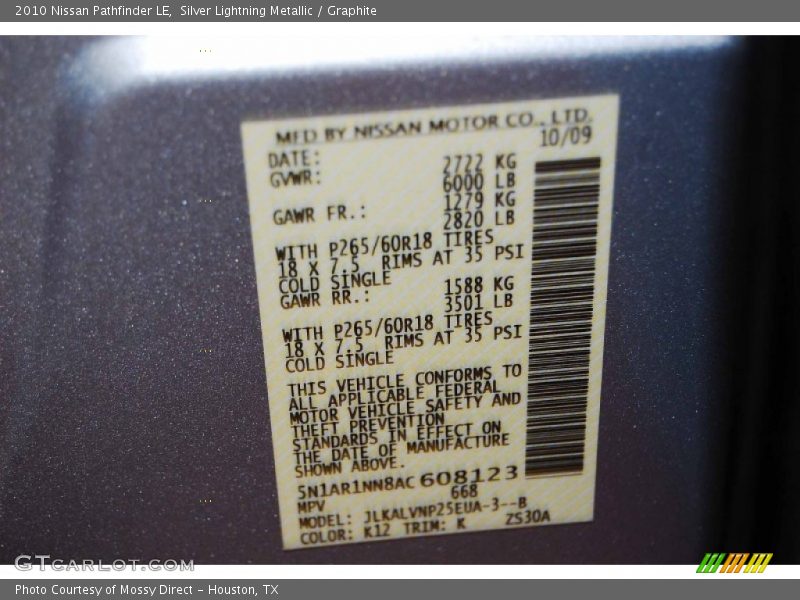 2010 Nissan Pathfinder LE,  Silver Lightning Metallic / Graphite
MFD BY NISSAN MOTOR CO., LTD.
DATE: 10/09
GVWR: 2722 KG
6000 LB
GAWR FR.: 1279 KG
2820 LB
WITH P265/60R18 TIRES
18 X 7.5 RIMS AT 35 PSI
COLD SINGLE
GAWR RR.: 1588 KG
3501 LB
WITH P265/60R18 TIRES
18 X 7.5 RIMS AT 35 PSI
COLD SINGLE
THIS VEHICLE CONFORMS TO
ALL APPLICABLE FEDERAL
MOTOR VEHICLE SAFETY AND
THEFT PREVENTION
STANDARDS IN EFFECT ON
THE DATE OF MANUFACTURE
SHOWN ABOVE.
5N1AR1NN8AC 608123
MPV 668
MODEL: JLKALVNP25EUA-3--B
COLOR: K12 TRIM: K ZS30A
GTCARLOT.COM
Photo Courtesy of Mossy Direct - Houston, TX